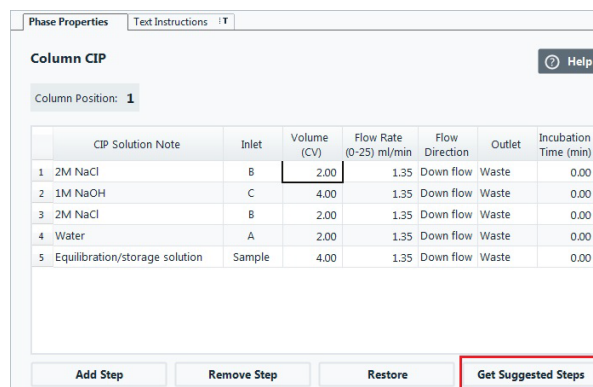 Phase Properties Text Instructions T
Column CIP
Help
Column Position: 1
CIP Solution Note Inlet Volume (CV) Flow Rate (0-25) ml/min Flow Direction Outlet Incubation Time (min)
1 2M NaCl B 2.00 1.35 Down flow Waste 0.00
2 1M NaOH C 4.00 1.35 Down flow Waste 0.00
3 2M NaCl B 2.00 1.35 Down flow Waste 0.00
4 Water A 2.00 1.35 Down flow Waste 0.00
5 Equilibration/storage solution Sample 4.00 1.35 Down flow Waste 0.00
Add Step Remove Step Restore Get Suggested Steps